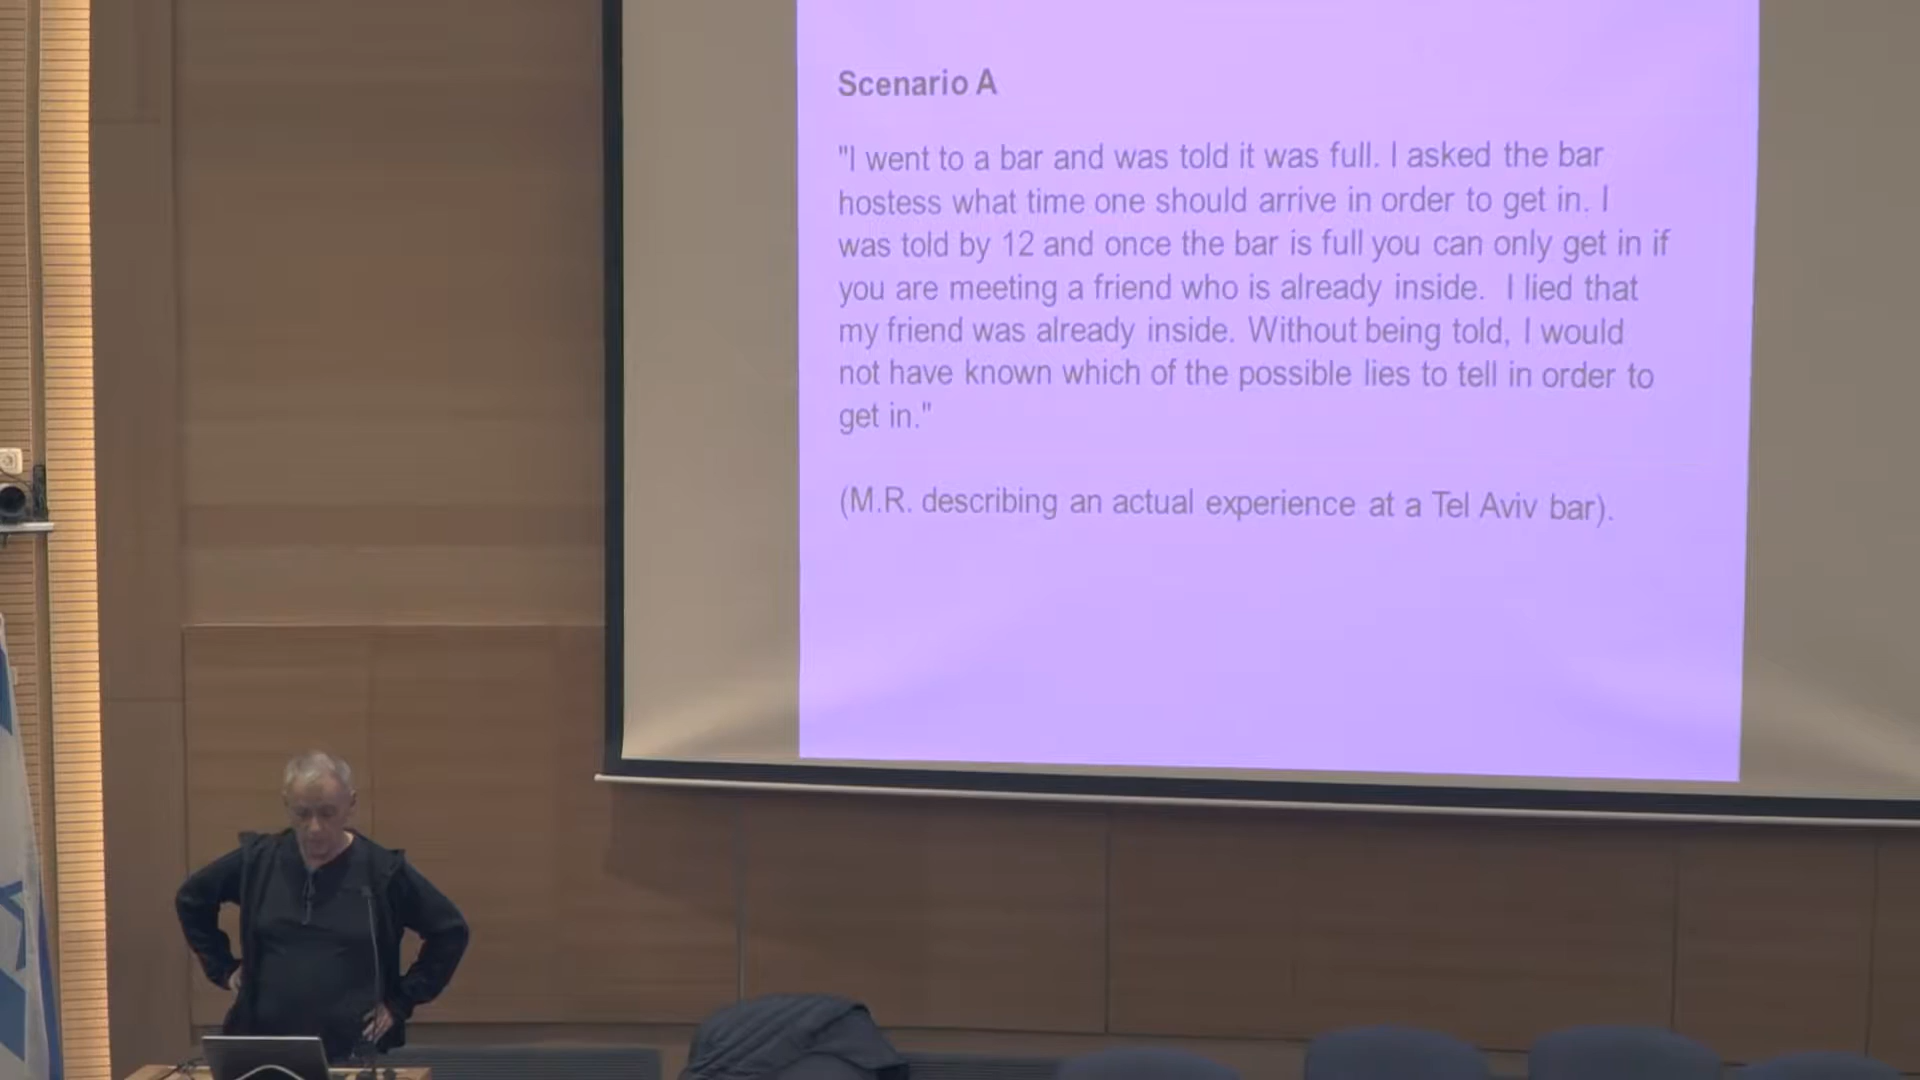 Scenario A
"I went to a bar and was told it was full. I asked the bar
hostess what time one should arrive in order to get in. I
was told by 12 and once the bar is full you can only get in if
you are meeting a friend who is already inside.  I lied that
my friend was already inside. Without being told, I would
not have known which of the possible lies to tell in order to
get in."
(M.R. describing an actual experience at a Tel Aviv bar).